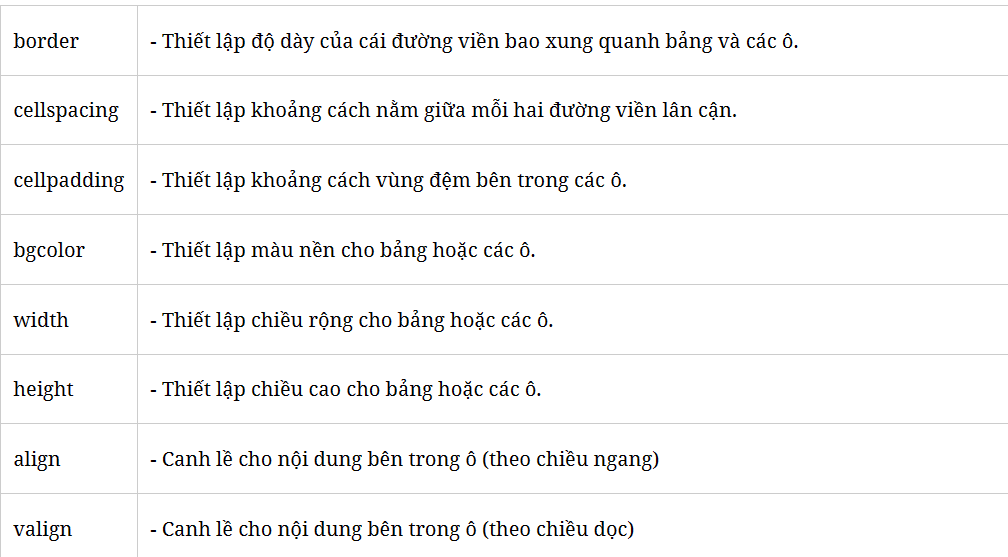 border - Thiết lập độ dày của cái đường viền bao xung quanh bảng và các ô.
cellspacing - Thiết lập khoảng cách nằm giữa mỗi hai đường viền lân cận.
cellpadding - Thiết lập khoảng cách vùng đệm bên trong các ô.
bgcolor - Thiết lập màu nền cho bảng hoặc các ô.
width - Thiết lập chiều rộng cho bảng hoặc các ô.
height - Thiết lập chiều cao cho bảng hoặc các ô.
align - Canh lề cho nội dung bên trong ô (theo chiều ngang)
valign - Canh lề cho nội dung bên trong ô (theo chiều dọc)